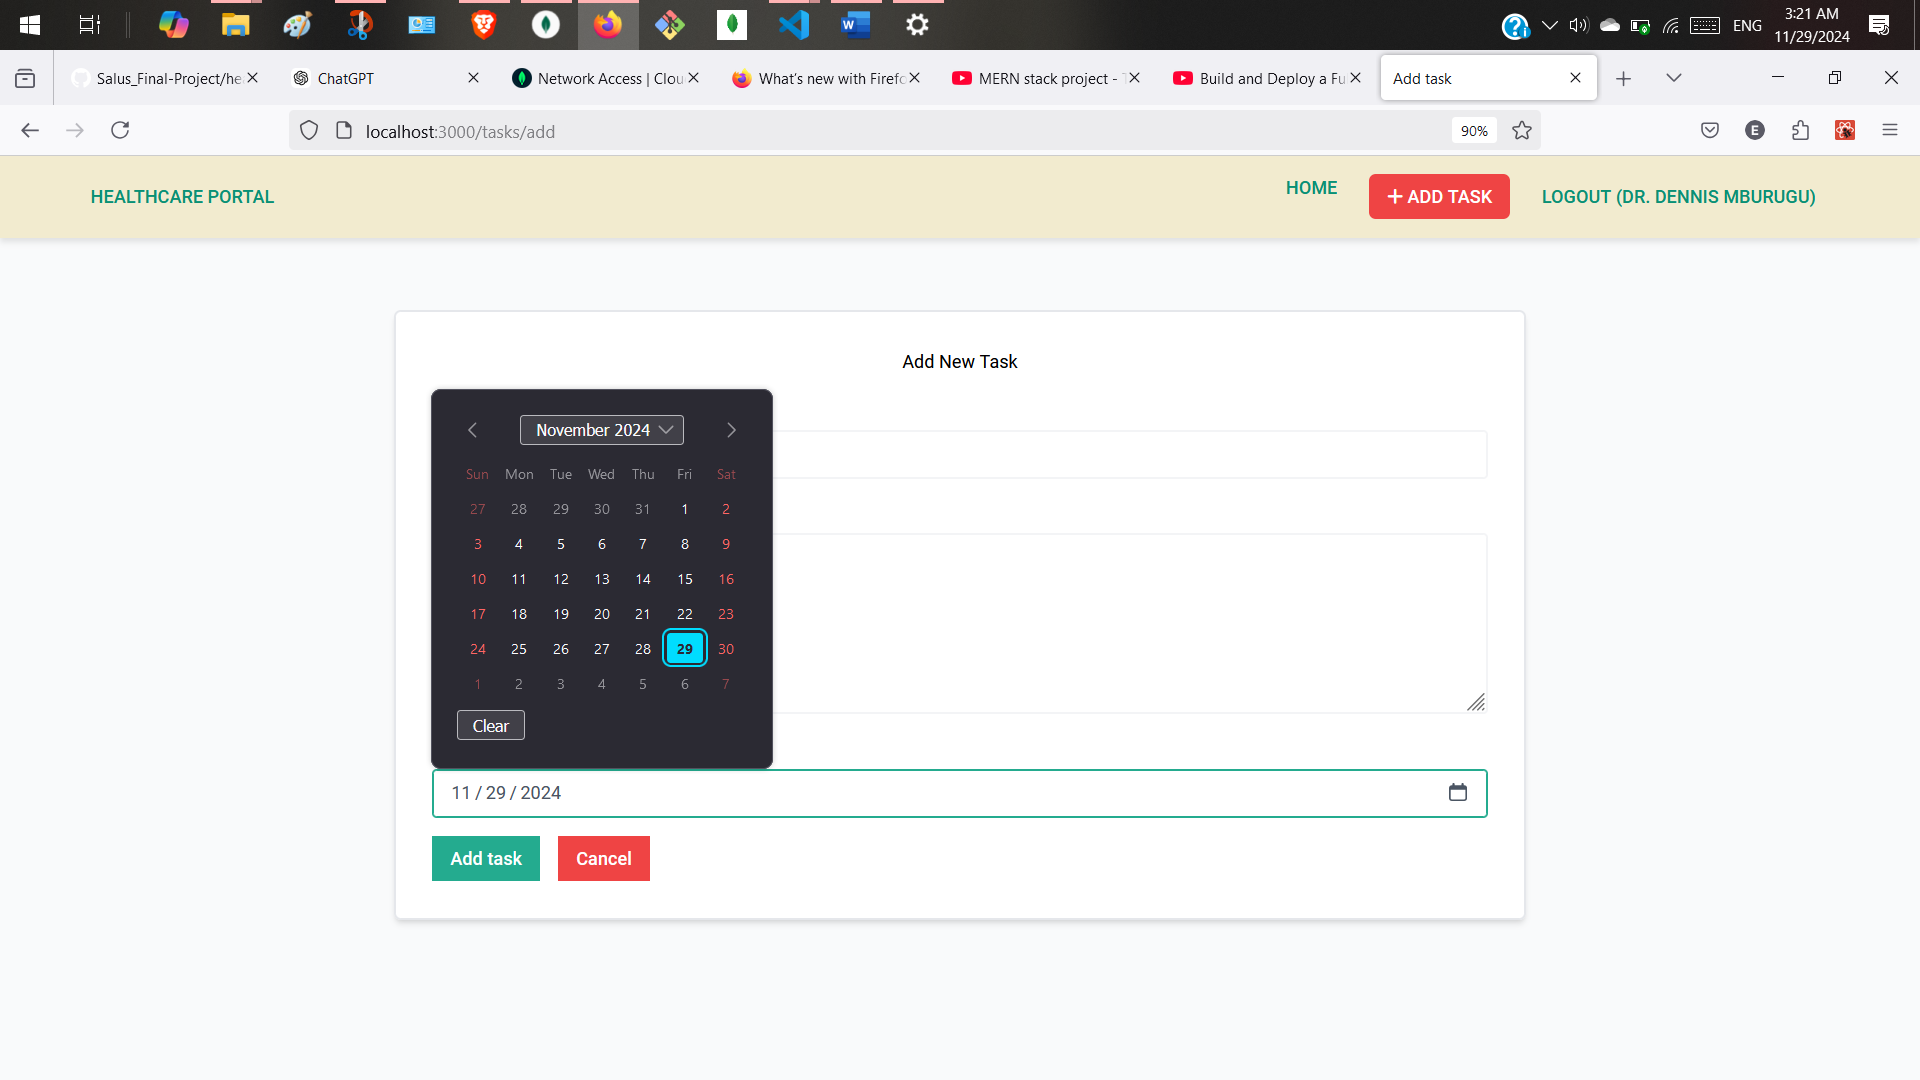 ENG
3:21 AM
11/29/2024
Salus_Final-Project/he
ChatGPT
Network Access | Clou
What's new with Firefo
MERN stack project -
Build and Deploy a Fu
Add task
localhost:3000/tasks/add
90%
E
HEALTHCARE PORTAL
HOME
+ ADD TASK
LOGOUT (DR. DENNIS MBURUGU)
Add New Task
November 2024
Sun Mon Tue Wed Thu Fri Sat
27 28 29 30 31 1 2
3 4 5 6 7 8 9
10 11 12 13 14 15 16
17 18 19 20 21 22 23
24 25 26 27 28 29 30
1 2 3 4 5 6 7
Clear
11 / 29 / 2024
Add task
Cancel